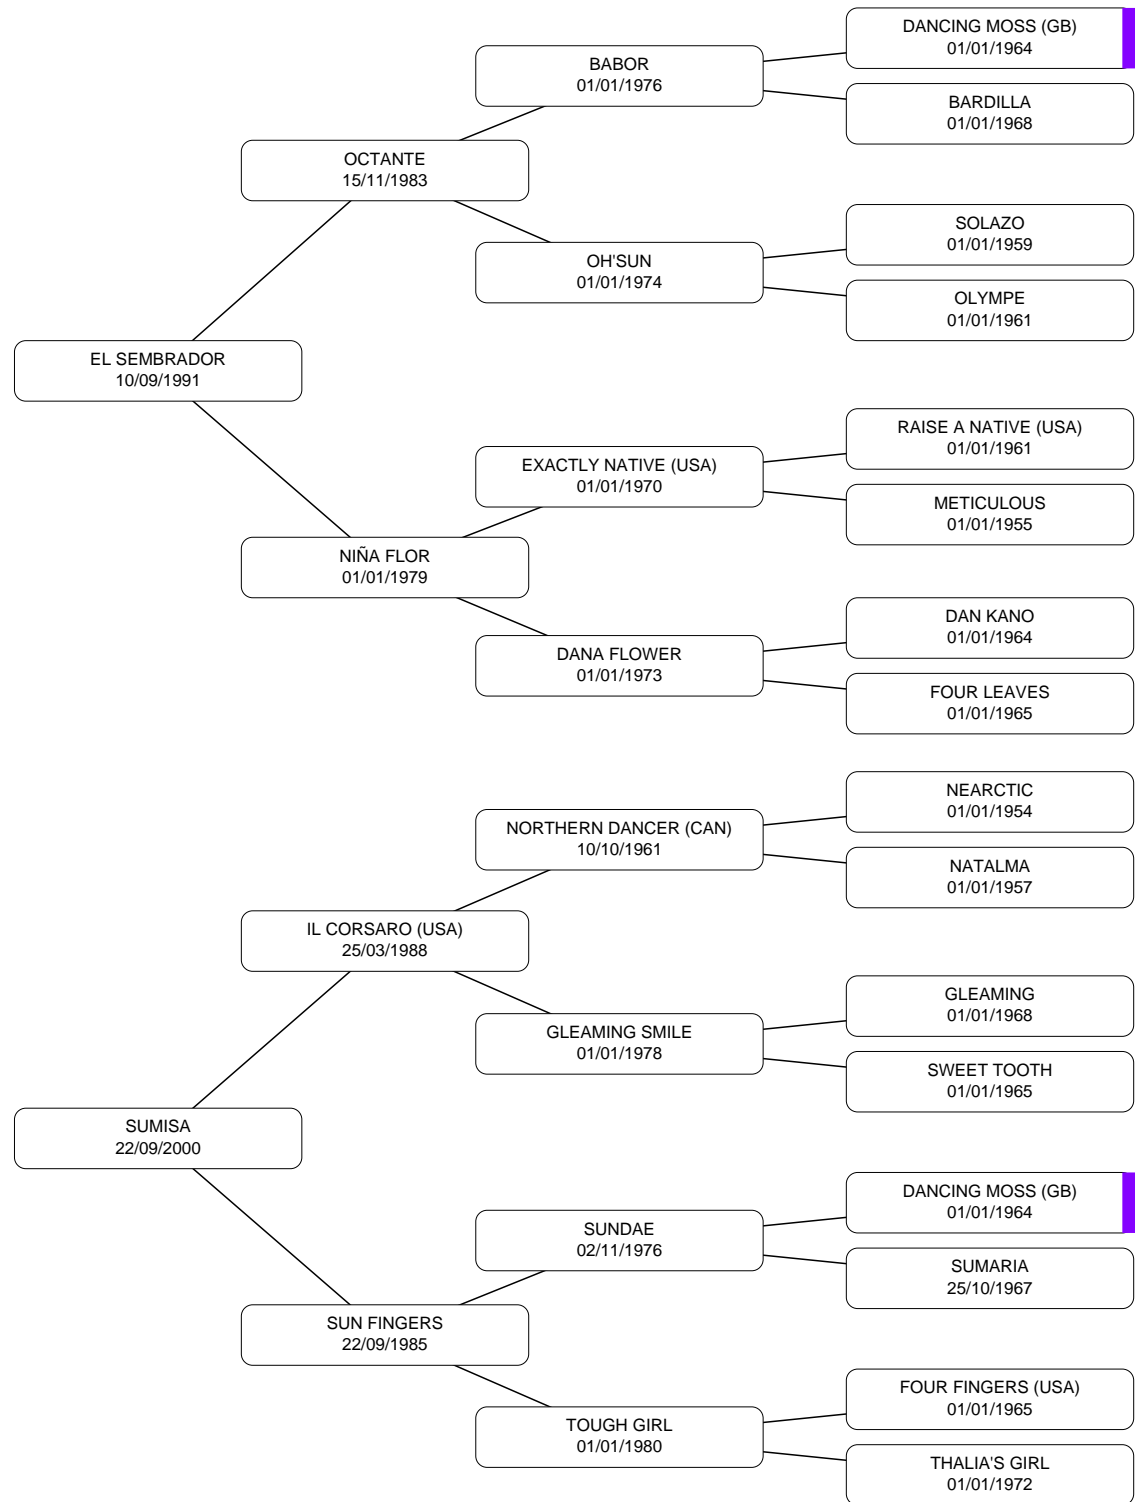 DANCING MOSS (GB)
01/01/1964
BABOR
01/01/1976
BARDILLA
01/01/1968
OCTANTE
15/11/1983
SOLAZO
01/01/1959
OH'SUN
01/01/1974
OLYMPE
01/01/1961
EL SEMBRADOR
10/09/1991
RAISE A NATIVE (USA)
01/01/1961
EXACTLY NATIVE (USA)
01/01/1970
METICULOUS
01/01/1955
NIÑA FLOR
01/01/1979
DAN KANO
01/01/1964
DANA FLOWER
01/01/1973
FOUR LEAVES
01/01/1965
NEARCTIC
01/01/1954
NORTHERN DANCER (CAN)
10/10/1961
NATALMA
01/01/1957
IL CORSARO (USA)
25/03/1988
GLEAMING
01/01/1968
GLEAMING SMILE
01/01/1978
SWEET TOOTH
01/01/1965
SUMISA
22/09/2000
DANCING MOSS (GB)
01/01/1964
SUNDAE
02/11/1976
SUMARIA
25/10/1967
SUN FINGERS
22/09/1985
FOUR FINGERS (USA)
01/01/1965
TOUGH GIRL
01/01/1980
THALIA'S GIRL
01/01/1972